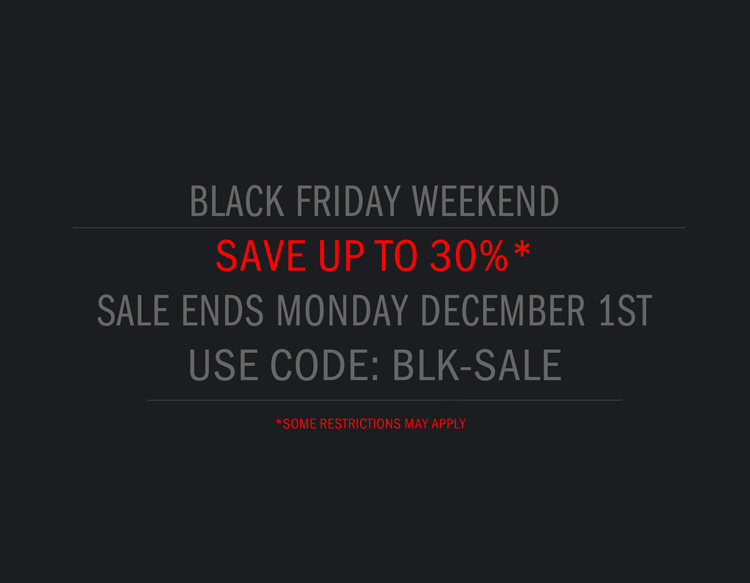 BLACK FRIDAY WEEKEND
SAVE UP TO 30%*
SALE ENDS MONDAY DECEMBER 1ST
USE CODE: BLK-SALE
*SOME RESTRICTIONS MAY APPLY